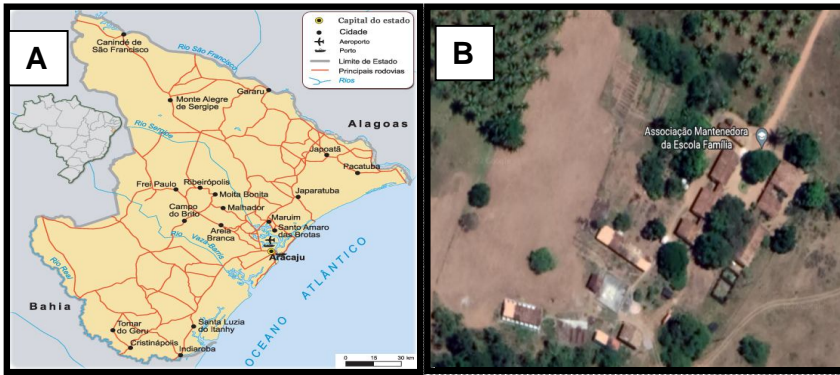 A
Capital do estado
Cidade
Aeroporto
Porto
Limite de Estado
Principais rodovias
Rios
Canindé de
São Francisco
Rio São Francisco
Gararu
Monte Alegre
de Sergipe
Alagoas
Rio Sergipe
Japoatã
Pacatuba
Frei Paulo
Ribeirópolis
Moita Bonita
Japaratuba
Malhador
Campo
do Brito
Maruim
Areia
Branca
Santo Amaro
das Brotas
Rio
Vaza-Barris
Aracaju
Rio Real
Bahia
OCEANO ATLÂNTICO
Tomar
do Geru
Santa Luzia
do Itanhy
Cristinápolis
Indiaroba
0 15 30 km
B
Associação Mantenedora
da Escola Família